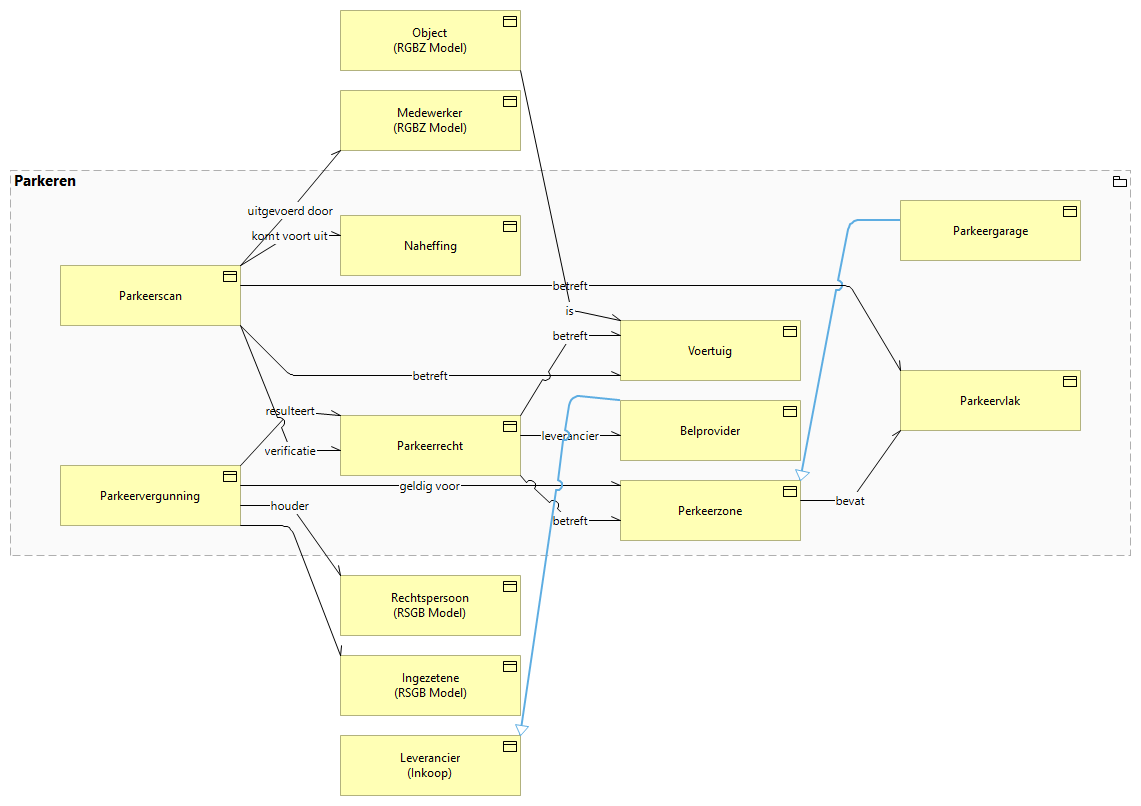 Object
(RGBZ Model)
Medewerker
(RGBZ Model)
Parkeren
uitgevoerd door
komt voort uit
Naheffing
Parkeergarage
Parkeerscan
betreft
is
betreft
Voertuig
betreft
Parkeervlak
resulteert
verificatie
Parkeerrecht
leverancier
Belprovider
Parkeervergunning
geldig voor
houder
betreft
Perkeerzone
bevat
Rechtspersoon
(RSGB Model)
Ingezetene
(RSGB Model)
Leverancier
(Inkoop)